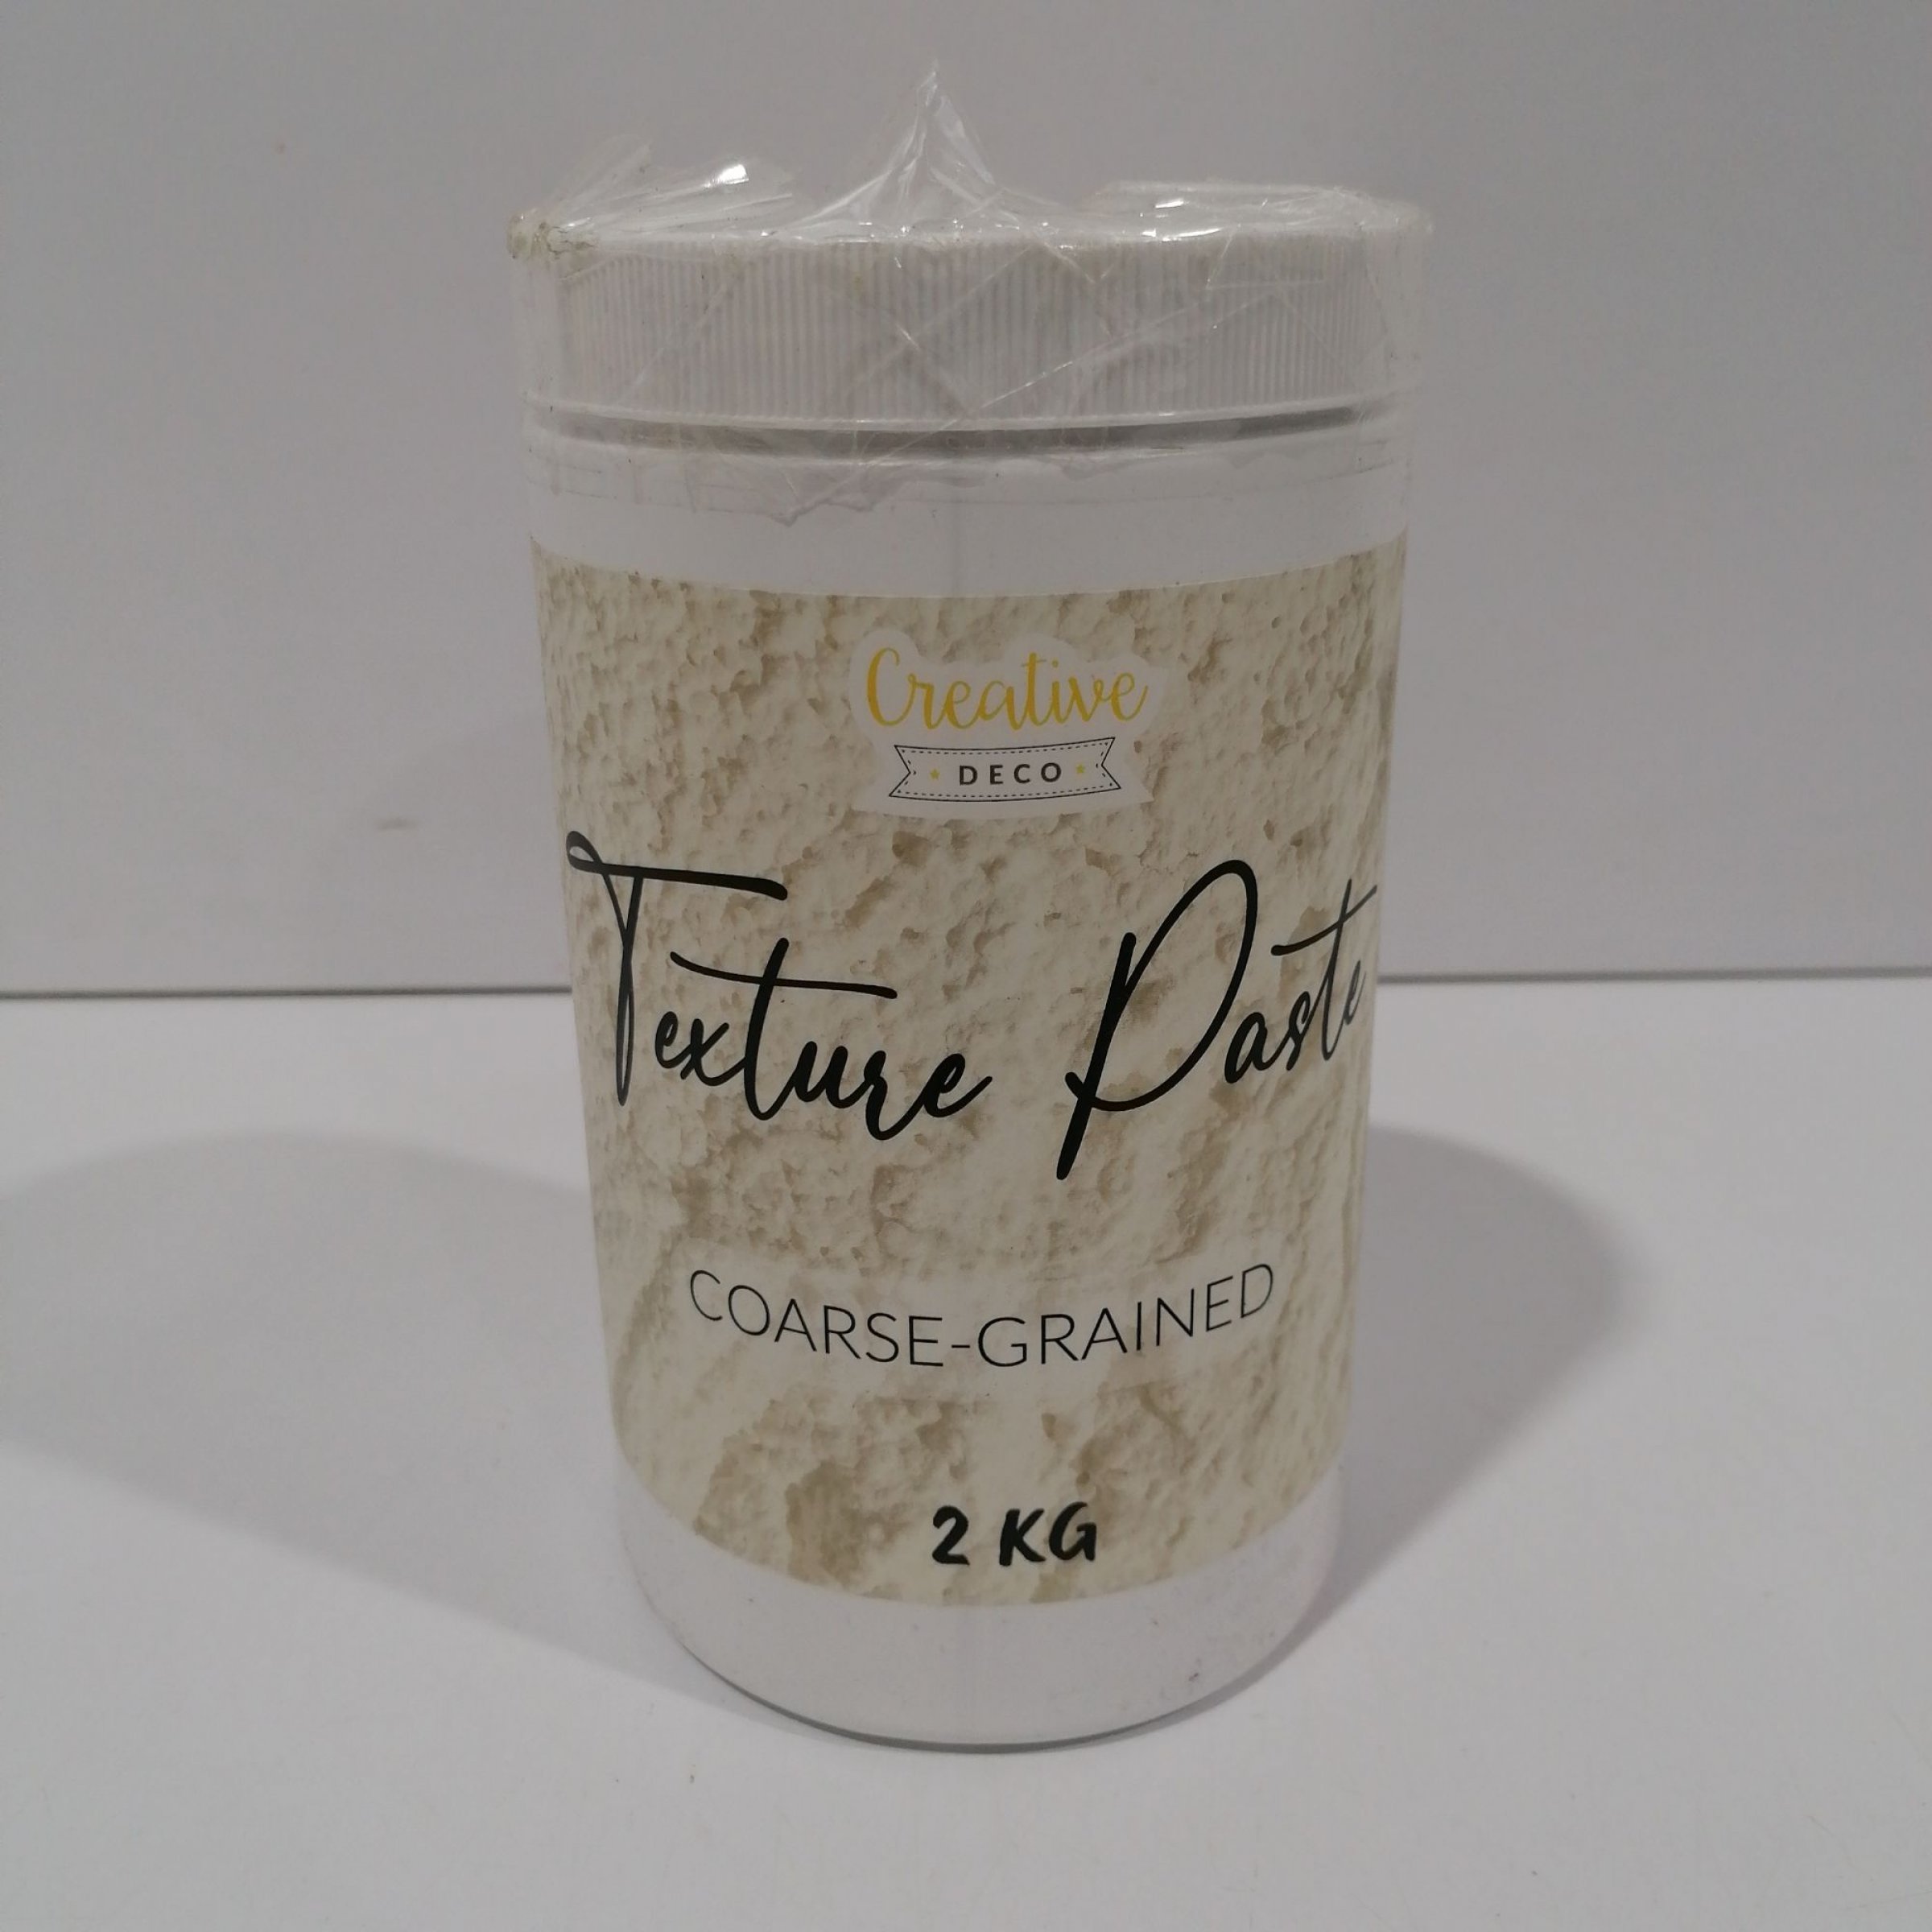 Creative
DECO
Texture Paste
COARSE-GRAINED
2 KG